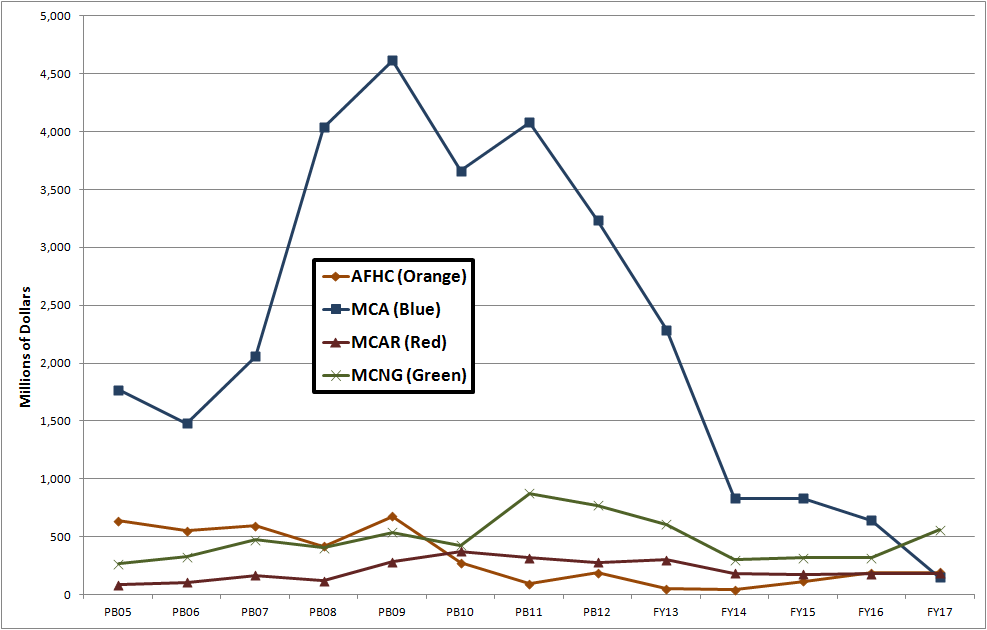 5,000
4,500
4,000
3,500
3,000
2,500
2,000
1,500
1,000
500
0
Millions of Dollars
AFHC (Orange)
MCA (Blue)
MCAR (Red)
MCNG (Green)
PB05 PB06 PB07 PB08 PB09 PB10 PB11 PB12 FY13 FY14 FY15 FY16 FY17